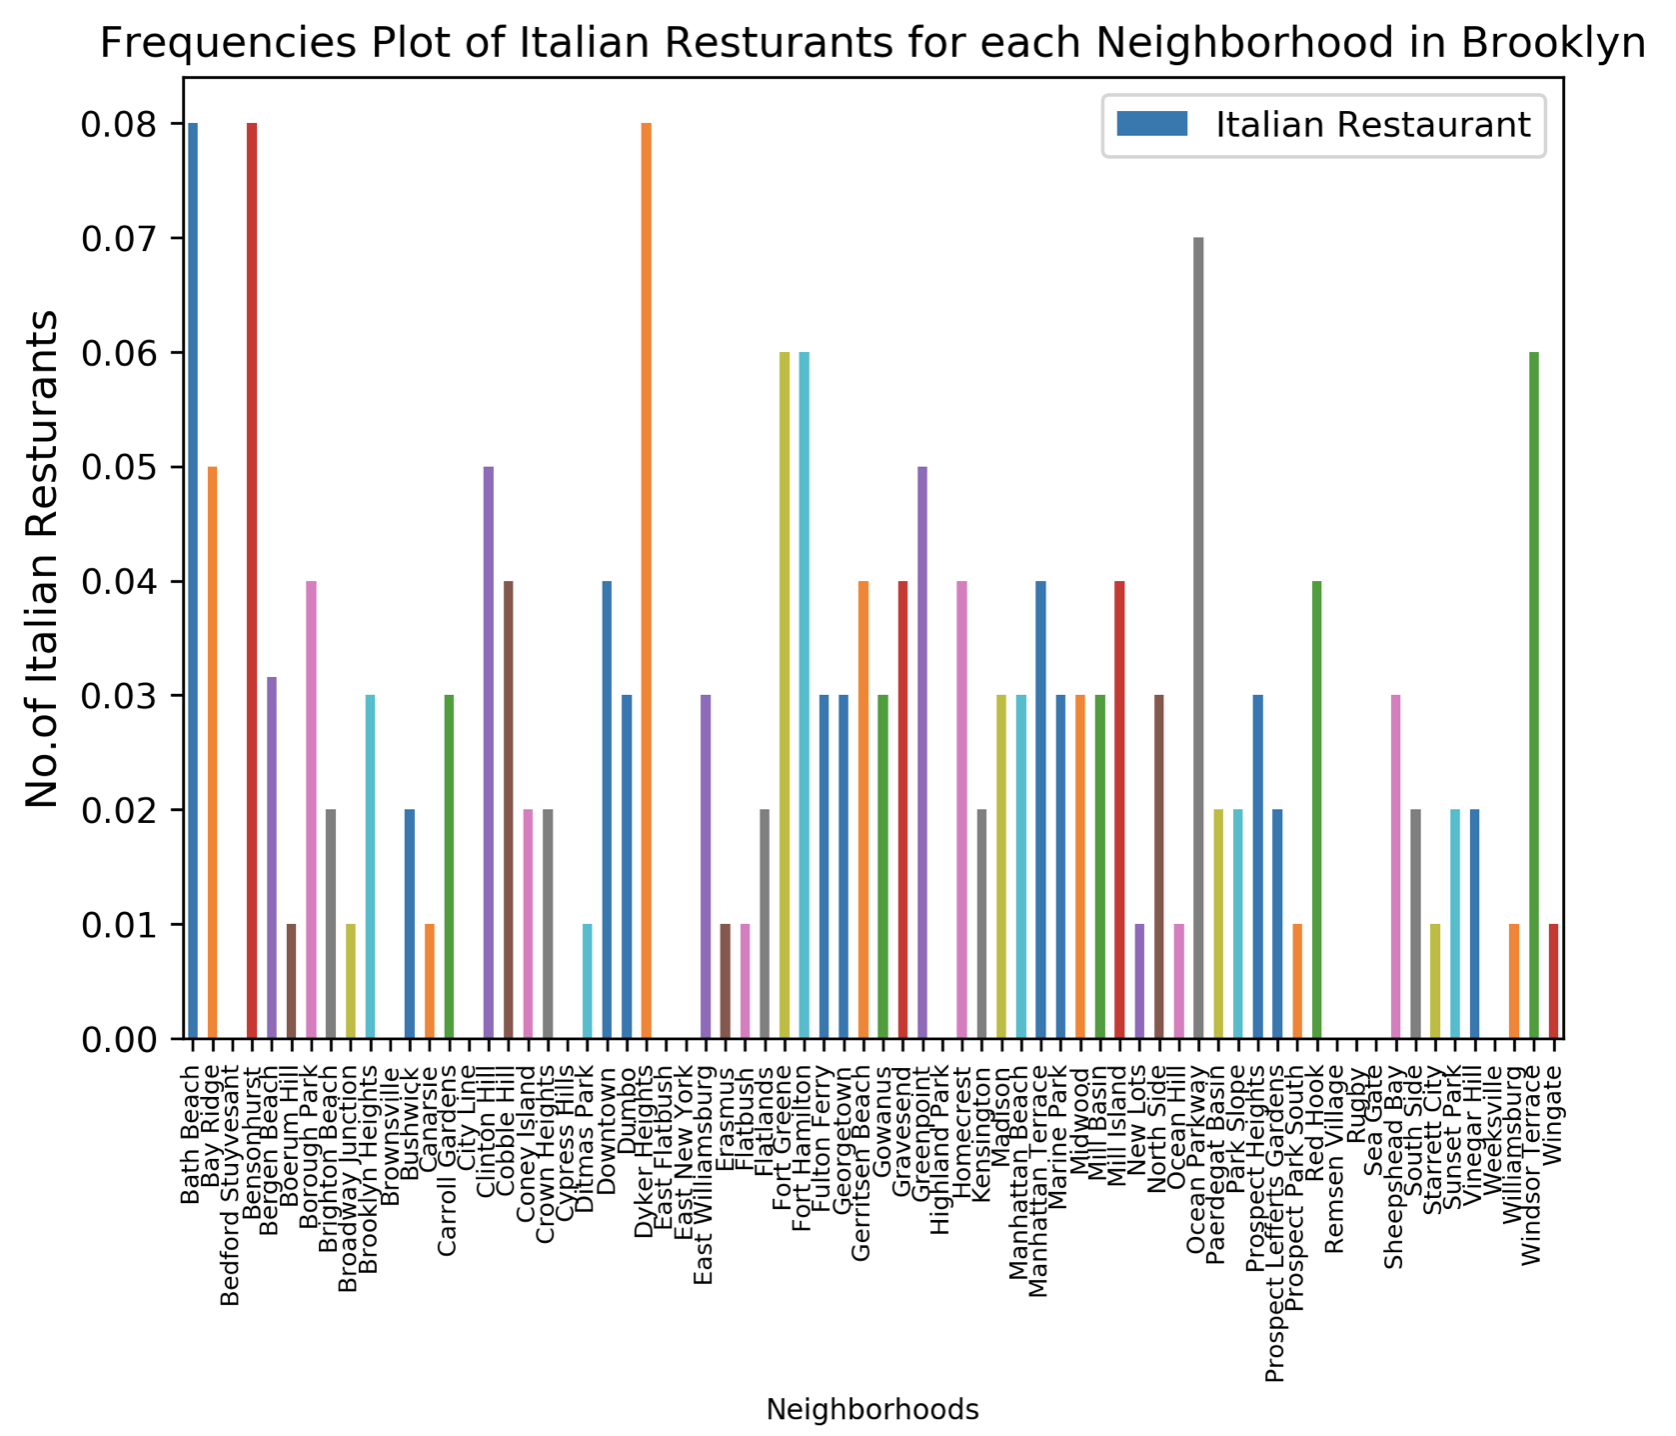 Frequencies Plot of Italian Resturants for each Neighborhood in Brooklyn
Italian Restaurant
No.of Italian Resturants
0.08
0.07
0.06
0.05
0.04
0.03
0.02
0.01
0.00
Bath Beach
Bay Ridge
Bedford Stuyvesant
Bensonhurst
Bergen Beach
Boerum Hill
Borough Park
Brighton Beach
Broadway Junction
Brooklyn Heights
Brownsville
Bushwick
Canarsie
Carroll Gardens
City Line
Clinton Hill
Cobble Hill
Coney Island
Crown Heights
Cypress Hills
Ditmas Park
Downtown
Dumbo
Dyker Heights
East Flatbush
East New York
East Williamsburg
Erasmus
Flatbush
Flatlands
Fort Greene
Fort Hamilton
Fulton Ferry
Georgetown
Gerritsen Beach
Gowanus
Gravesend
Greenpoint
Highland Park
Homecrest
Kensington
Madison
Manhattan Beach
Manhattan Terrace
Marine Park
Midwood
Mill Basin
Mill Island
New Lots
North Side
Ocean Hill
Ocean Parkway
Paerdegat Basin
Park Slope
Prospect Heights
Prospect Lefferts Gardens
Prospect Park South
Red Hook
Remsen Village
Rugby
Sea Gate
Sheepshead Bay
South Side
Starrett City
Sunset Park
Vinegar Hill
Weeksville
Williamsburg
Windsor Terrace
Wingate
Neighborhoods